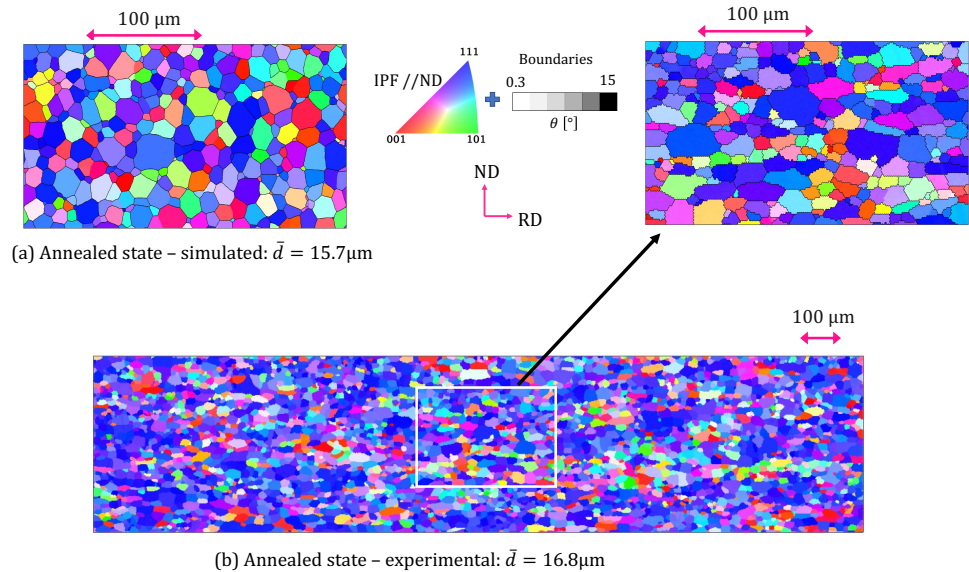 100 μm
111
IPF //ND
001
101
Boundaries
0.3
15
θ [°]
ND
RD
100 μm
(a) Annealed state – simulated: d̄ = 15.7μm
100 μm
(b) Annealed state – experimental: d̄ = 16.8μm